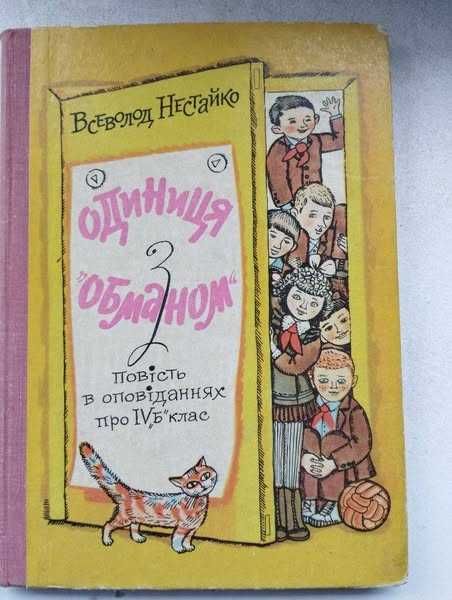 Всеволод Нестайко
одиниця
з
"обманом"
повість
в оповіданнях
про IV„Б" клас